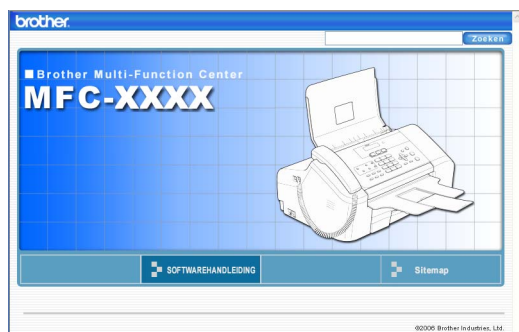 brother.
Zoeken
Brother Multi-Function Center
MFC-XXXX
SOFTWAREHANDLEIDING
Sitemap
©2006 Brother Industries, Ltd.